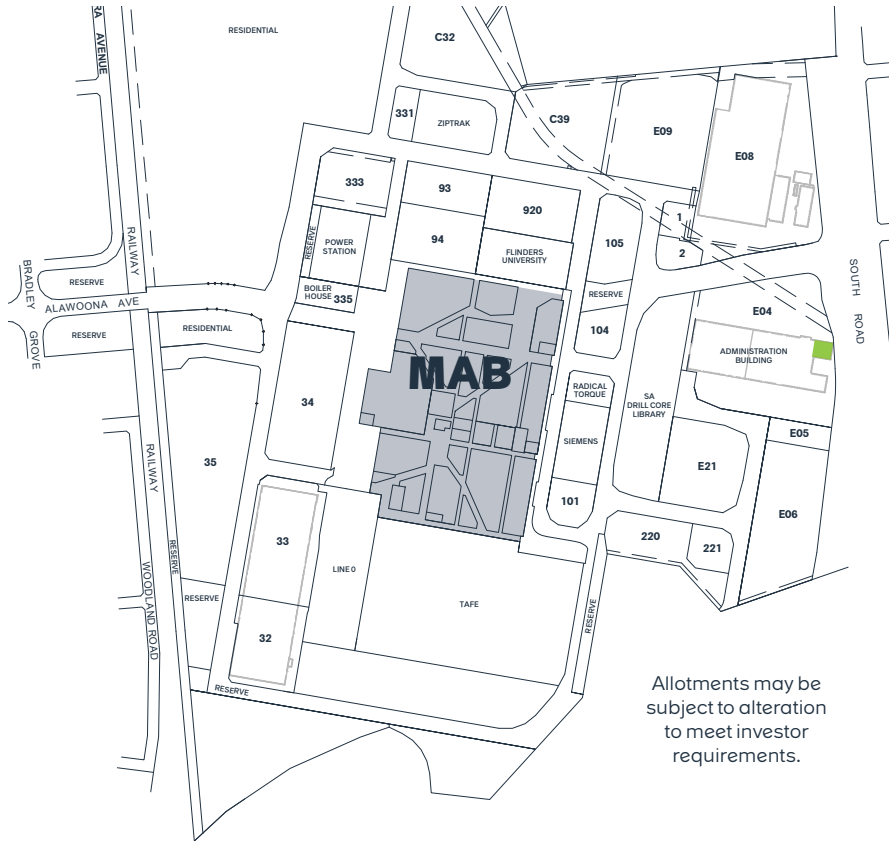 RA AVENUE
RESIDENTIAL
C32
331
ZIPTRAK
C39
E09
E08
333
93
920
1
2
RESERVE
POWER
STATION
94
FLINDERS
UNIVERSITY
105
RAILWAY
BRADLEY
GROVE
RESERVE
ALAWOONA AVE
RESERVE
RESIDENTIAL
BOILER
HOUSE
335
RESERVE
104
E04
SOUTH
ROAD
ADMINISTRATION
BUILDING
MAB
34
RADICAL
TORQUE
SA
DRILL CORE
LIBRARY
SIEMENS
E05
35
RAILWAY
E21
101
E06
33
220
221
LINE 0
RESERVE
WOODLAND ROAD
RESERVE
TAFE
RESERVE
32
RESERVE
Allotments may be
subject to alteration
to meet investor
requirements.